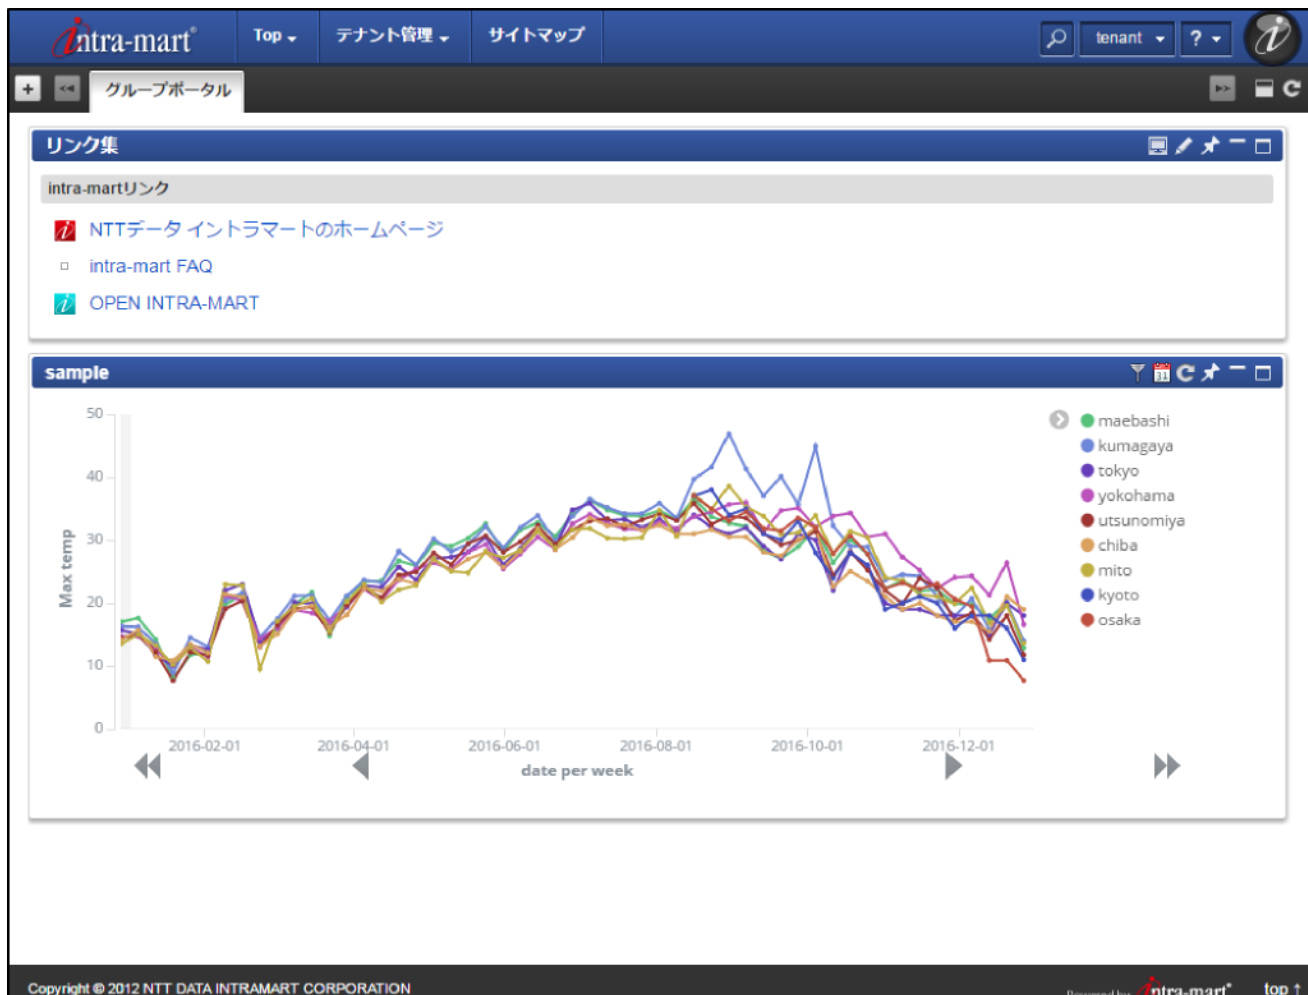 intra-mart® Top テナント管理 サイトマップ tenant ?
グループポータル
リンク集
intra-martリンク
NTTデータ イントラマートのホームページ
intra-mart FAQ
OPEN INTRA-MART
sample 31
50
40
30
20
10
0
Max temp
2016-02-01 2016-04-01 2016-06-01 2016-08-01 2016-10-01 2016-12-01
date per week
maebashi
kumagaya
tokyo
yokohama
utsunomiya
chiba
mito
kyoto
osaka
Copyright © 2012 NTT DATA INTRAMART CORPORATION
Powered by intra-mart® top ↑